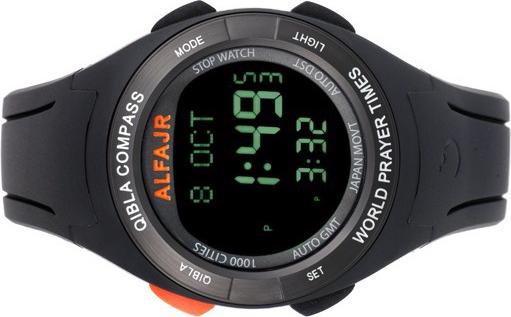 STOP WATCH
MODE
LIGHT
AUTO DST
QIBLA COMPASS
WORLD PRAYER TIMES
ALFAJR
8 OCT
1:49
53
P
3:32
P
JAPAN MOVT
1000 CITIES
AUTO GMT
QIBLA
SET